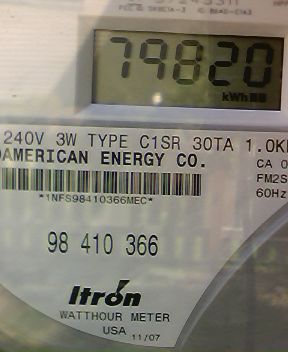 79820
kWh
240V 3W TYPE C1SR 30TA 1.0K
AMERICAN ENERGY CO.
CA 0
FM2S
60Hz
*1NFS98410366MEC*
98 410 366
Itron
WATTHOUR METER
USA 11/07